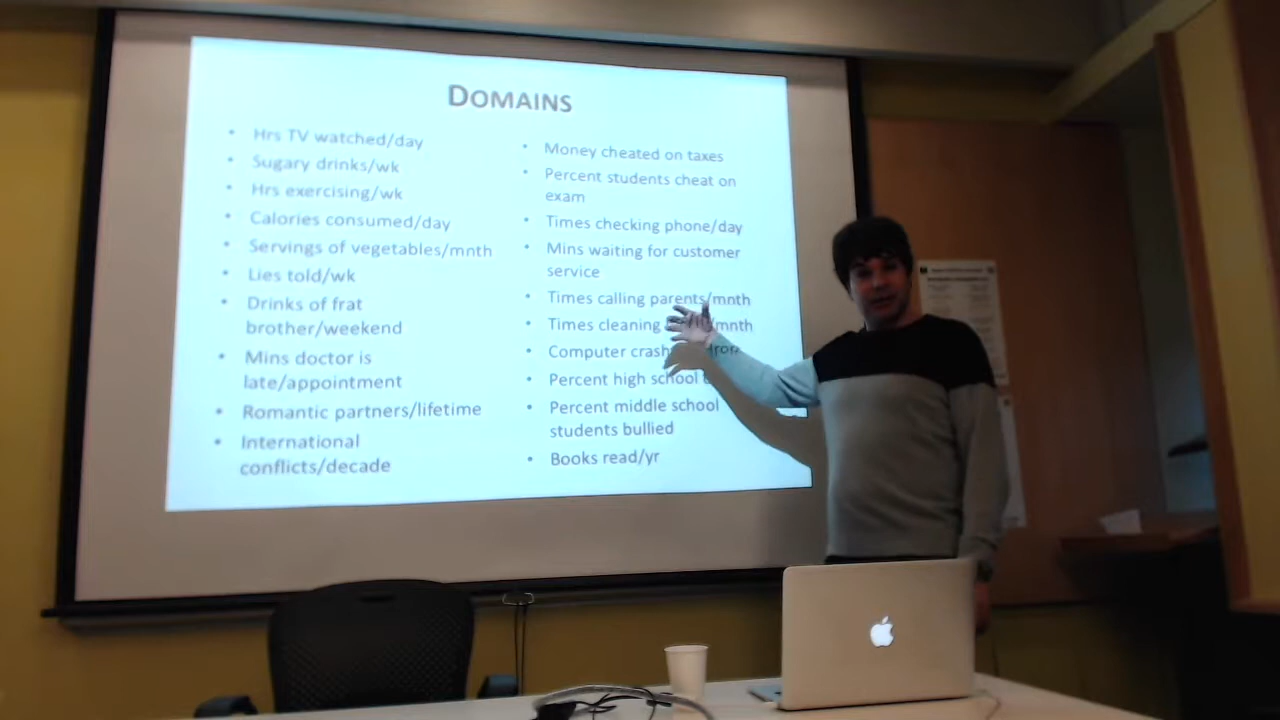 DOMAINS
• Hrs TV watched/day
• Sugary drinks/wk
• Hrs exercising/wk
• Calories consumed/day
• Servings of vegetables/mnth
• Lies told/wk
• Drinks of frat
brother/weekend
• Mins doctor is
late/appointment
• Romantic partners/lifetime
• International
conflicts/decade
• Money cheated on taxes
• Percent students cheat on
exam
• Times checking phone/day
• Mins waiting for customer
service
• Times calling parents/mnth
• Times cleaning /mnth
• Computer
• Percent high school
• Percent middle school
students bullied
• Books read/yr